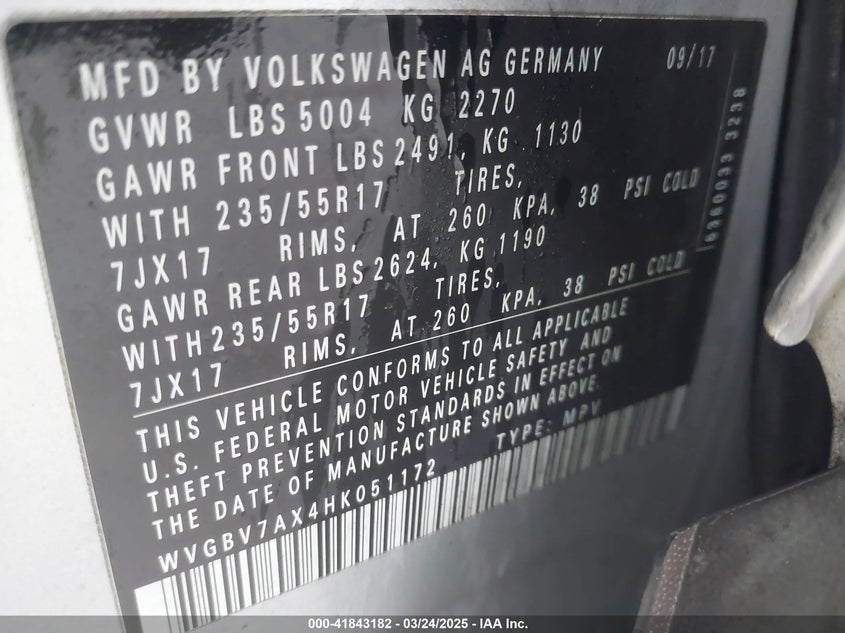 MFD BY VOLKSWAGEN AG GERMANY 09/17
GVWR LBS 5004 KG 2270
GAWR FRONT LBS 2491, KG 1130
WITH 235/55R17 TIRES,
7JX17 RIMS, AT 260 KPA, 38 PSI COLD
GAWR REAR LBS 2624, KG 1190
WITH 235/55R17 TIRES,
7JX17 RIMS, AT 260 KPA, 38 PSI COLD
THIS VEHICLE CONFORMS TO ALL APPLICABLE
U.S. FEDERAL MOTOR VEHICLE SAFETY AND
THEFT PREVENTION STANDARDS IN EFFECT ON
THE DATE OF MANUFACTURE SHOWN ABOVE.
WVGBV7AX4HK051172 TYPE: MPV
3238
000-41843182 - 03/24/2025 - IAA Inc.